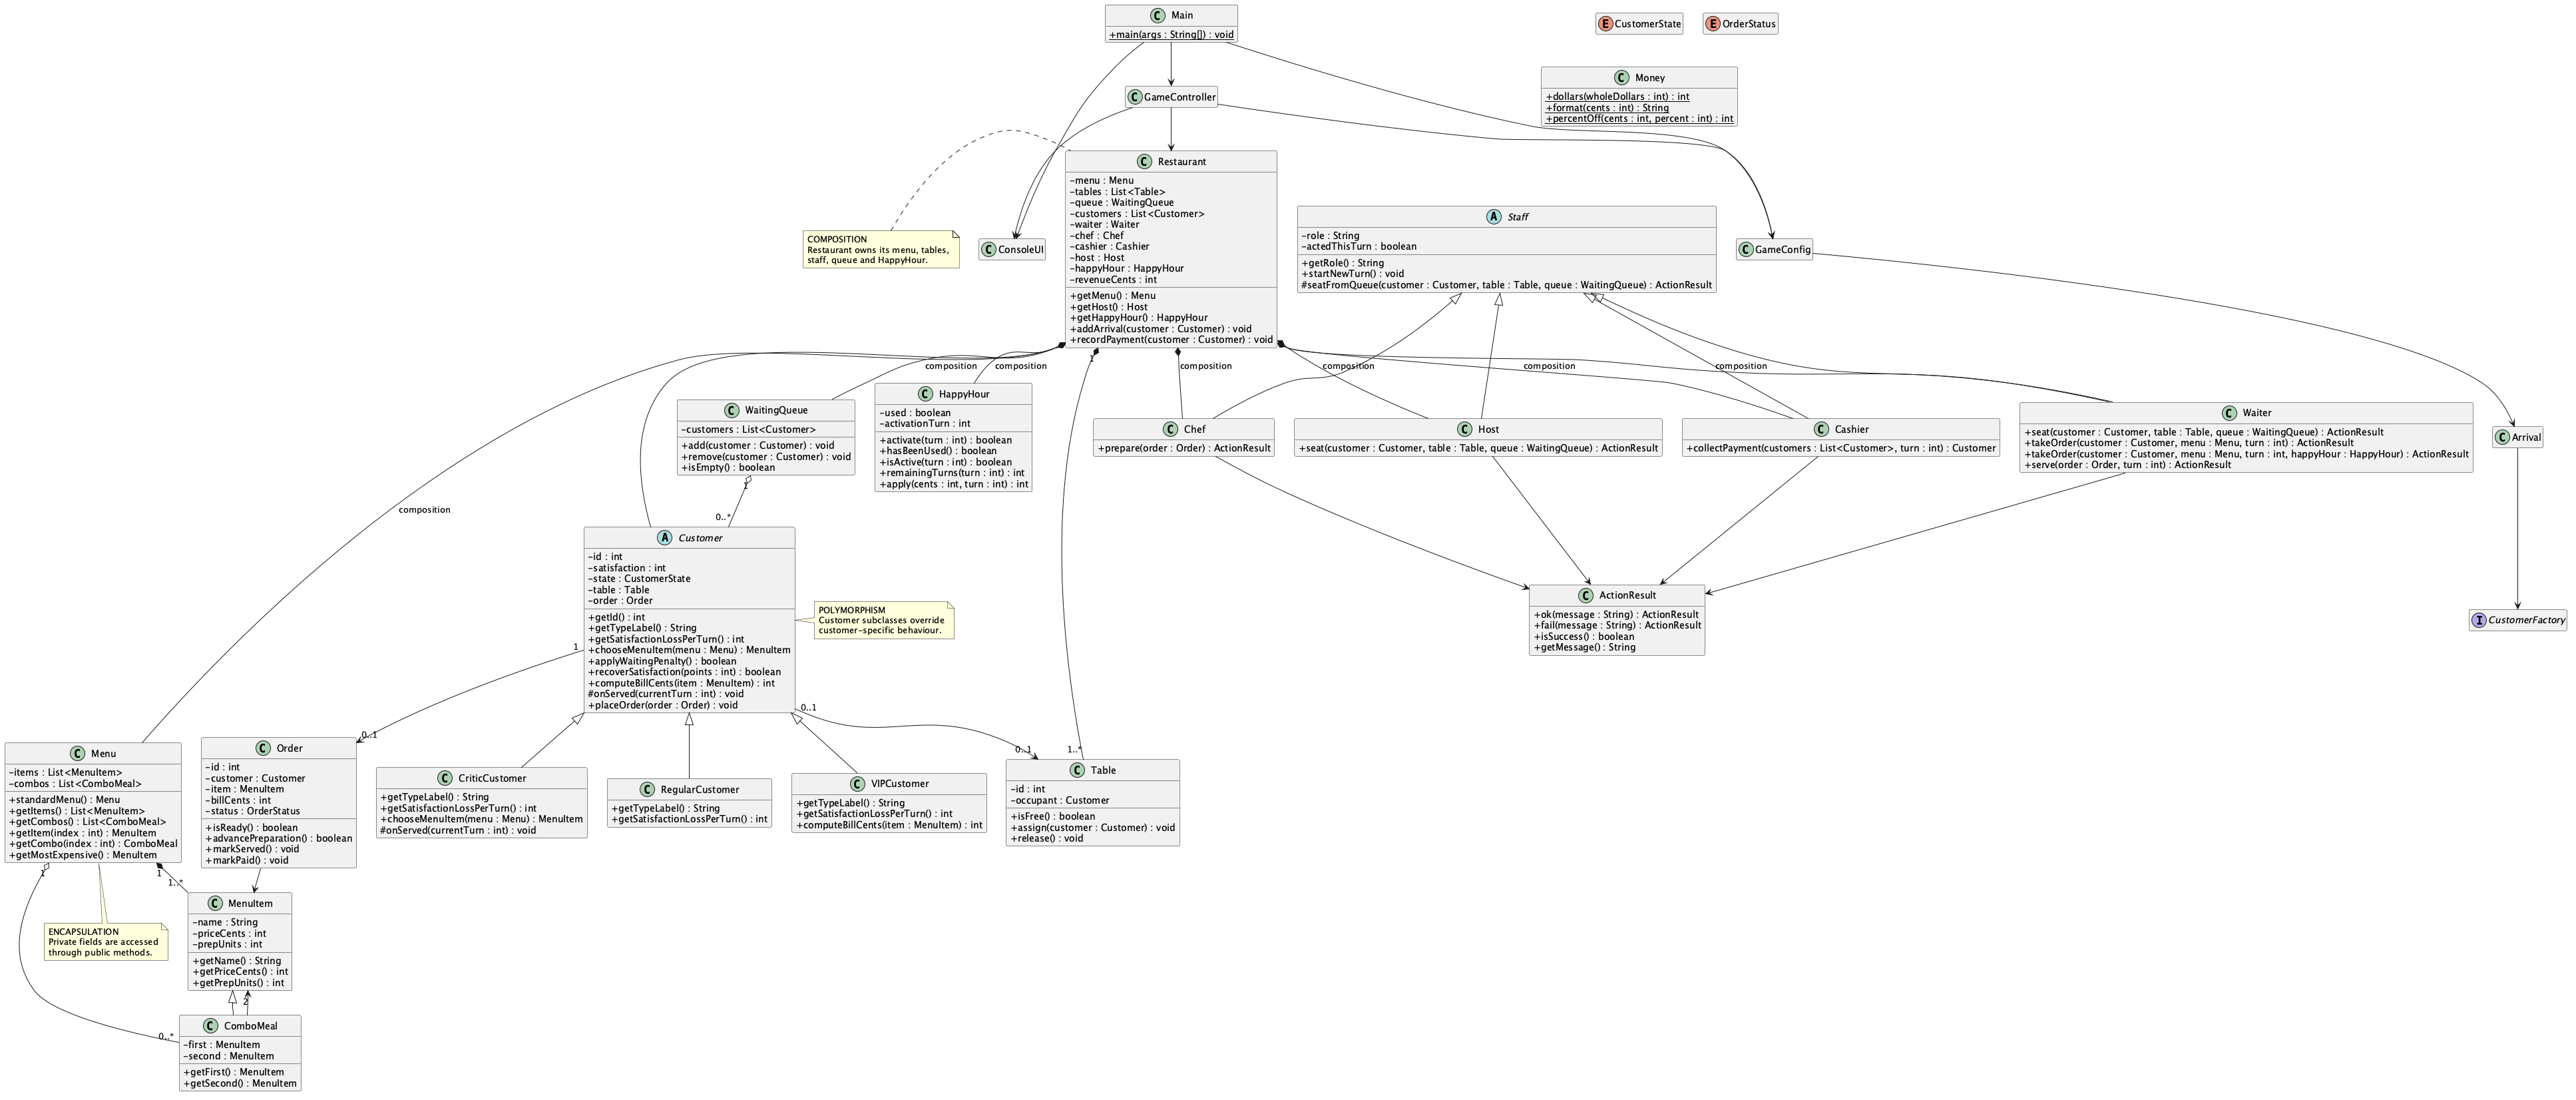 C Main
+main(args : String[]) : void
E CustomerState
E OrderStatus
C Money
+dollars(wholeDollars : int) : int
+format(cents : int) : String
+percentOff(cents : int, percent : int) : int
C GameController
C Restaurant
-menu : Menu
-tables : List<Table>
-queue : WaitingQueue
-customers : List<Customer>
-waiter : Waiter
-chef : Chef
-cashier : Cashier
-host : Host
-happyHour : HappyHour
-revenueCents : int
+getMenu() : Menu
+getHost() : Host
+getHappyHour() : HappyHour
+addArrival(customer : Customer) : void
+recordPayment(customer : Customer) : void
COMPOSITION
Restaurant owns its menu, tables,
staff, queue and HappyHour.
C ConsoleUI
A Staff
-role : String
-actedThisTurn : boolean
+getRole() : String
+startNewTurn() : void
#seatFromQueue(customer : Customer, table : Table, queue : WaitingQueue) : ActionResult
C GameConfig
composition
composition
1
composition
composition
composition
composition
C WaitingQueue
-customers : List<Customer>
+add(customer : Customer) : void
+remove(customer : Customer) : void
+isEmpty() : boolean
C HappyHour
-used : boolean
-activationTurn : int
+activate(turn : int) : boolean
+hasBeenUsed() : boolean
+isActive(turn : int) : boolean
+remainingTurns(turn : int) : int
+apply(cents : int, turn : int) : int
C Chef
+prepare(order : Order) : ActionResult
C Host
+seat(customer : Customer, table : Table, queue : WaitingQueue) : ActionResult
C Cashier
+collectPayment(customers : List<Customer>, turn : int) : Customer
C Waiter
+seat(customer : Customer, table : Table, queue : WaitingQueue) : ActionResult
+takeOrder(customer : Customer, menu : Menu, turn : int) : ActionResult
+takeOrder(customer : Customer, menu : Menu, turn : int, happyHour : HappyHour) : ActionResult
+serve(order : Order, turn : int) : ActionResult
C Arrival
composition
1
0..*
A Customer
-id : int
-satisfaction : int
-state : CustomerState
-table : Table
-order : Order
+getId() : int
+getTypeLabel() : String
+getSatisfactionLossPerTurn() : int
+chooseMenuItem(menu : Menu) : MenuItem
+applyWaitingPenalty() : boolean
+recoverSatisfaction(points : int) : boolean
+computeBillCents(item : MenuItem) : int
#onServed(currentTurn : int) : void
+placeOrder(order : Order) : void
POLYMORPHISM
Customer subclasses override
customer-specific behaviour.
C ActionResult
+ok(message : String) : ActionResult
+fail(message : String) : ActionResult
+isSuccess() : boolean
+getMessage() : String
I CustomerFactory
1
0..1
0..1
0..1
1..*
C Menu
-items : List<MenuItem>
-combos : List<ComboMeal>
+standardMenu() : Menu
+getItems() : List<MenuItem>
+getCombos() : List<ComboMeal>
+getItem(index : int) : MenuItem
+getCombo(index : int) : ComboMeal
+getMostExpensive() : MenuItem
C Order
-id : int
-customer : Customer
-item : MenuItem
-billCents : int
-status : OrderStatus
+isReady() : boolean
+advancePreparation() : boolean
+markServed() : void
+markPaid() : void
C CriticCustomer
+getTypeLabel() : String
+getSatisfactionLossPerTurn() : int
+chooseMenuItem(menu : Menu) : MenuItem
#onServed(currentTurn : int) : void
C RegularCustomer
+getTypeLabel() : String
+getSatisfactionLossPerTurn() : int
C VIPCustomer
+getTypeLabel() : String
+getSatisfactionLossPerTurn() : int
+computeBillCents(item : MenuItem) : int
C Table
-id : int
-occupant : Customer
+isFree() : boolean
+assign(customer : Customer) : void
+release() : void
1
1
1..*
ENCAPSULATION
Private fields are accessed
through public methods.
C MenuItem
-name : String
-priceCents : int
-prepUnits : int
+getName() : String
+getPriceCents() : int
+getPrepUnits() : int
2
0..*
C ComboMeal
-first : MenuItem
-second : MenuItem
+getFirst() : MenuItem
+getSecond() : MenuItem